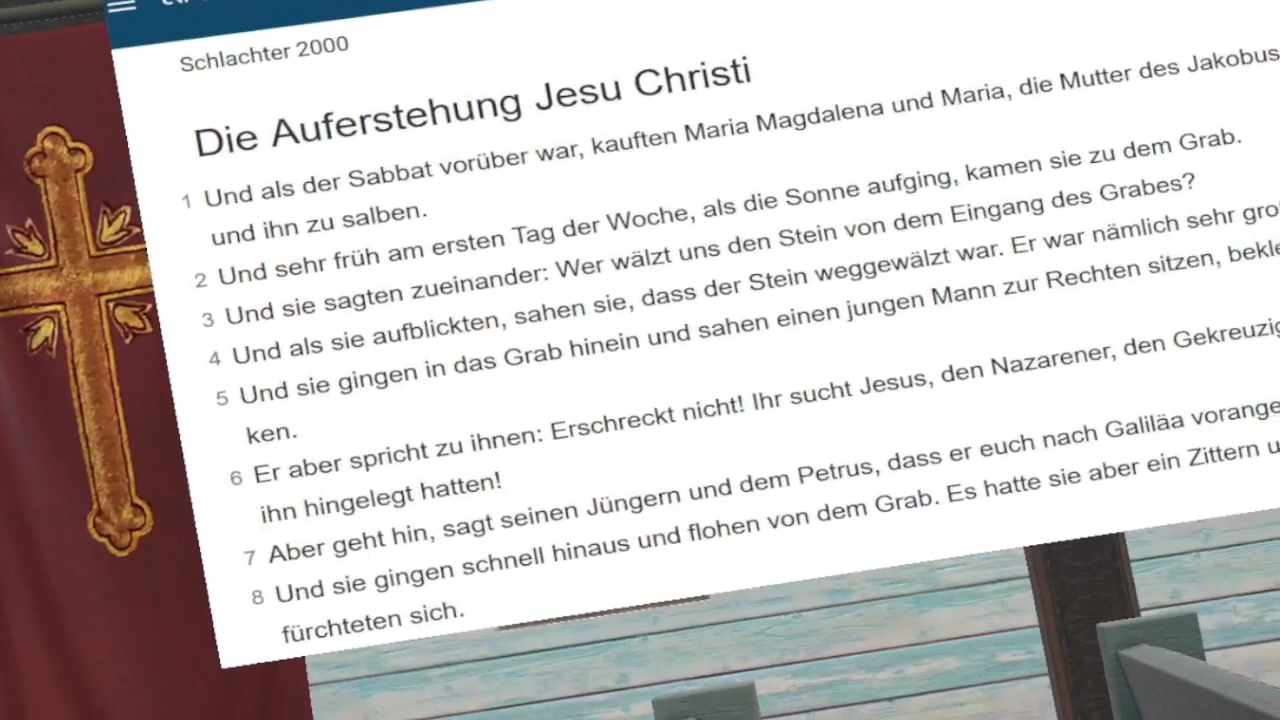 Schlachter 2000
Die Auferstehung Jesu Christi
1 Und als der Sabbat vorüber war, kauften Maria Magdalena und Maria, die Mutter des Jakobus
und ihn zu salben.
2 Und sehr früh am ersten Tag der Woche, als die Sonne aufging, kamen sie zu dem Grab.
3 Und sie sagten zueinander: Wer wälzt uns den Stein von dem Eingang des Grabes?
4 Und als sie aufblickten, sahen sie, dass der Stein weggewälzt war. Er war nämlich sehr
5 Und sie gingen in das Grab hinein und sahen einen jungen Mann zur Rechten sitzen,
ken.
6 Er aber spricht zu ihnen: Erschreckt nicht! Ihr sucht Jesus, den Nazarener, den
ihn hingelegt hatten!
7 Aber geht hin, sagt seinen Jüngern und dem Petrus, dass er euch nach Galiläa
8 Und sie gingen schnell hinaus und flohen von dem Grab. Es hatte sie aber ein Zittern
fürchteten sich.